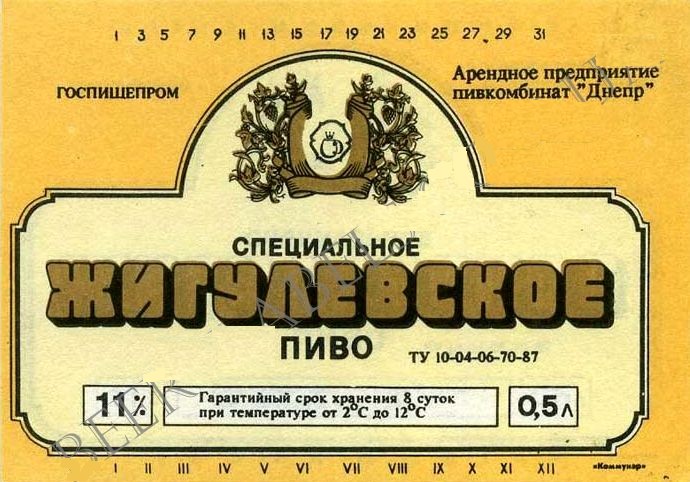 1 3 5 7 9 11 13 15 17 19 21 23 25 27 29 31
ГОСПИЩЕПРОМ
Арендное предприятие
пивкомбинат "Днепр"
СПЕЦИАЛЬНОЕ
ЖИГУЛЕВСКОЕ
ПИВО
ТУ 10-04-06-70-87
11%
Гарантийный срок хранения 8 суток
при температуре от 2°С до 12°С
0,5 л
I II III IV V VI VII VIII IX X XI XII
«Коммунар»